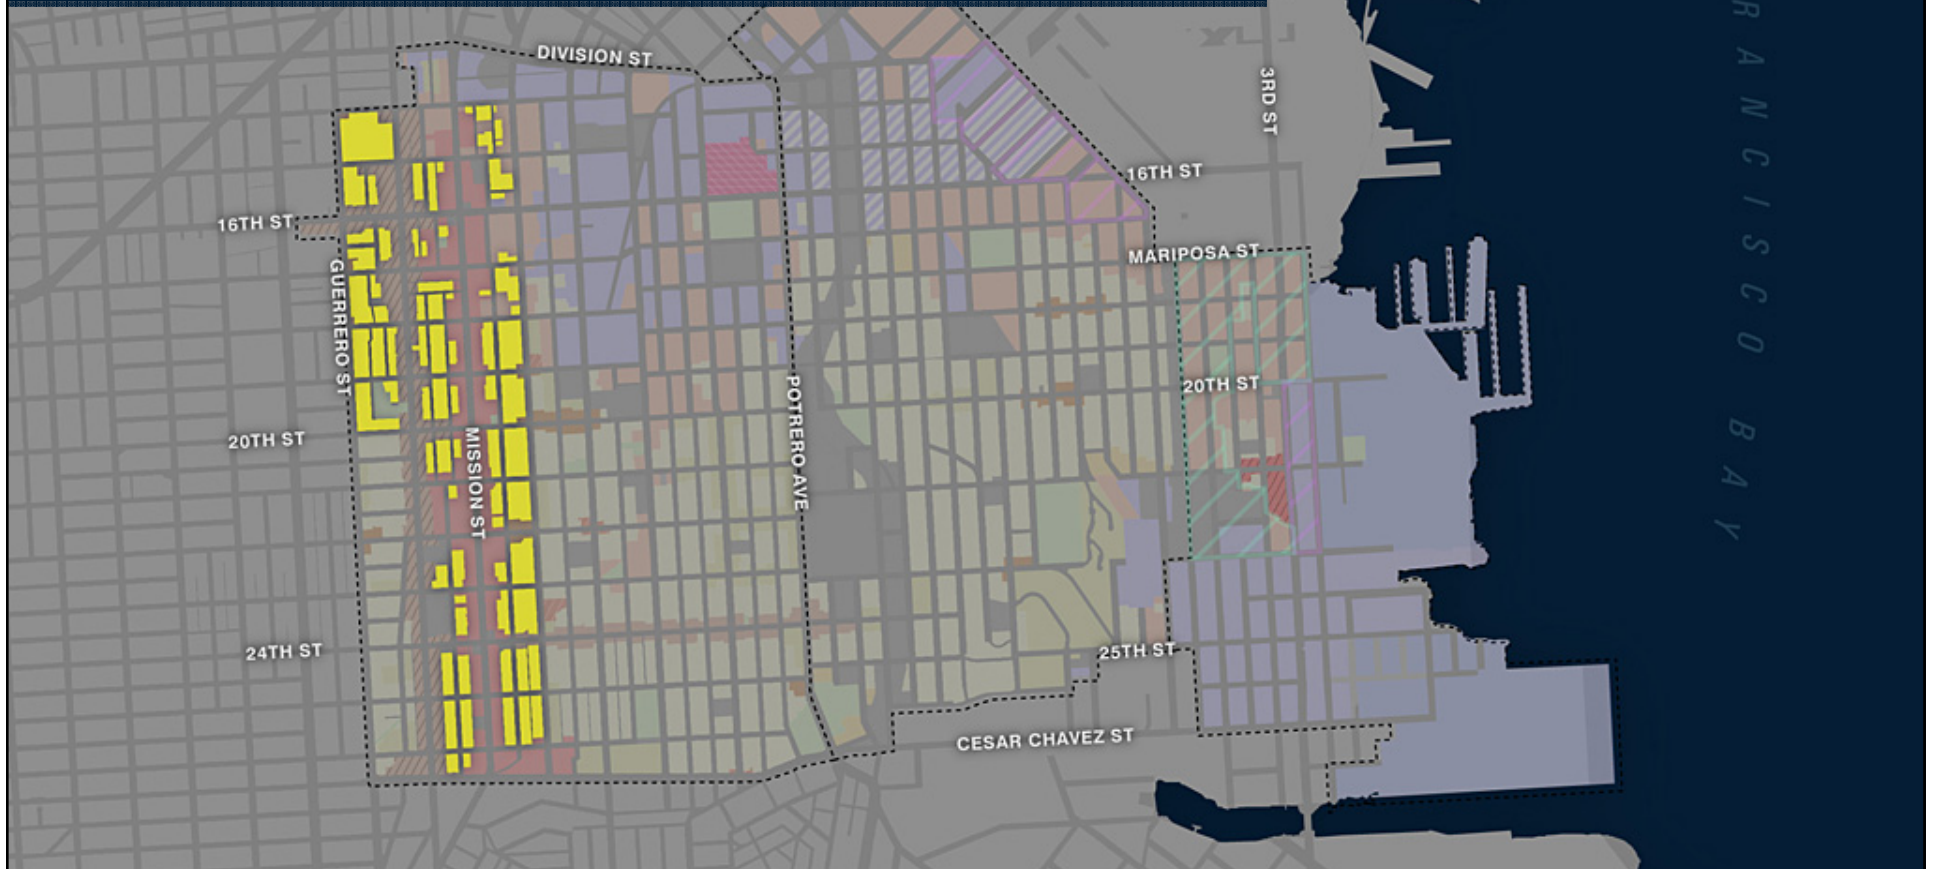 DIVISION ST
3RD ST
16TH ST
16TH ST
MARIPOSA ST
GUERRERO ST
20TH ST
POTRERO AVE
20TH ST
MISSION ST
24TH ST
25TH ST
CESAR CHAVEZ ST
RANCISCO BAY